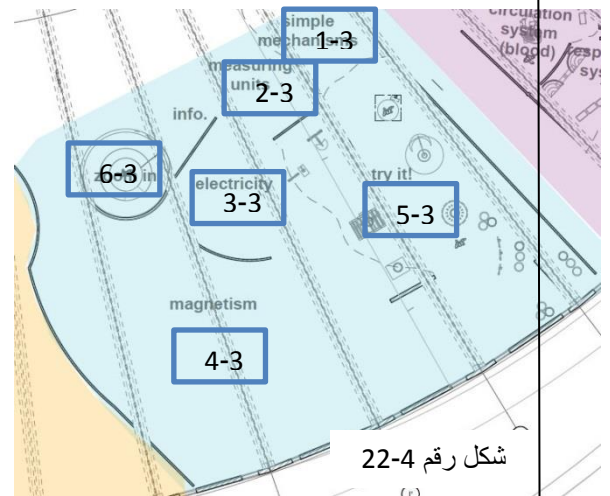 simple
mechanisms
1-3
measuring
units
2-3
info.
6-3
in
electricity
3-3
try it!
5-3
magnetism
4-3
circulation
system
(blood)
شكل رقم 4-22